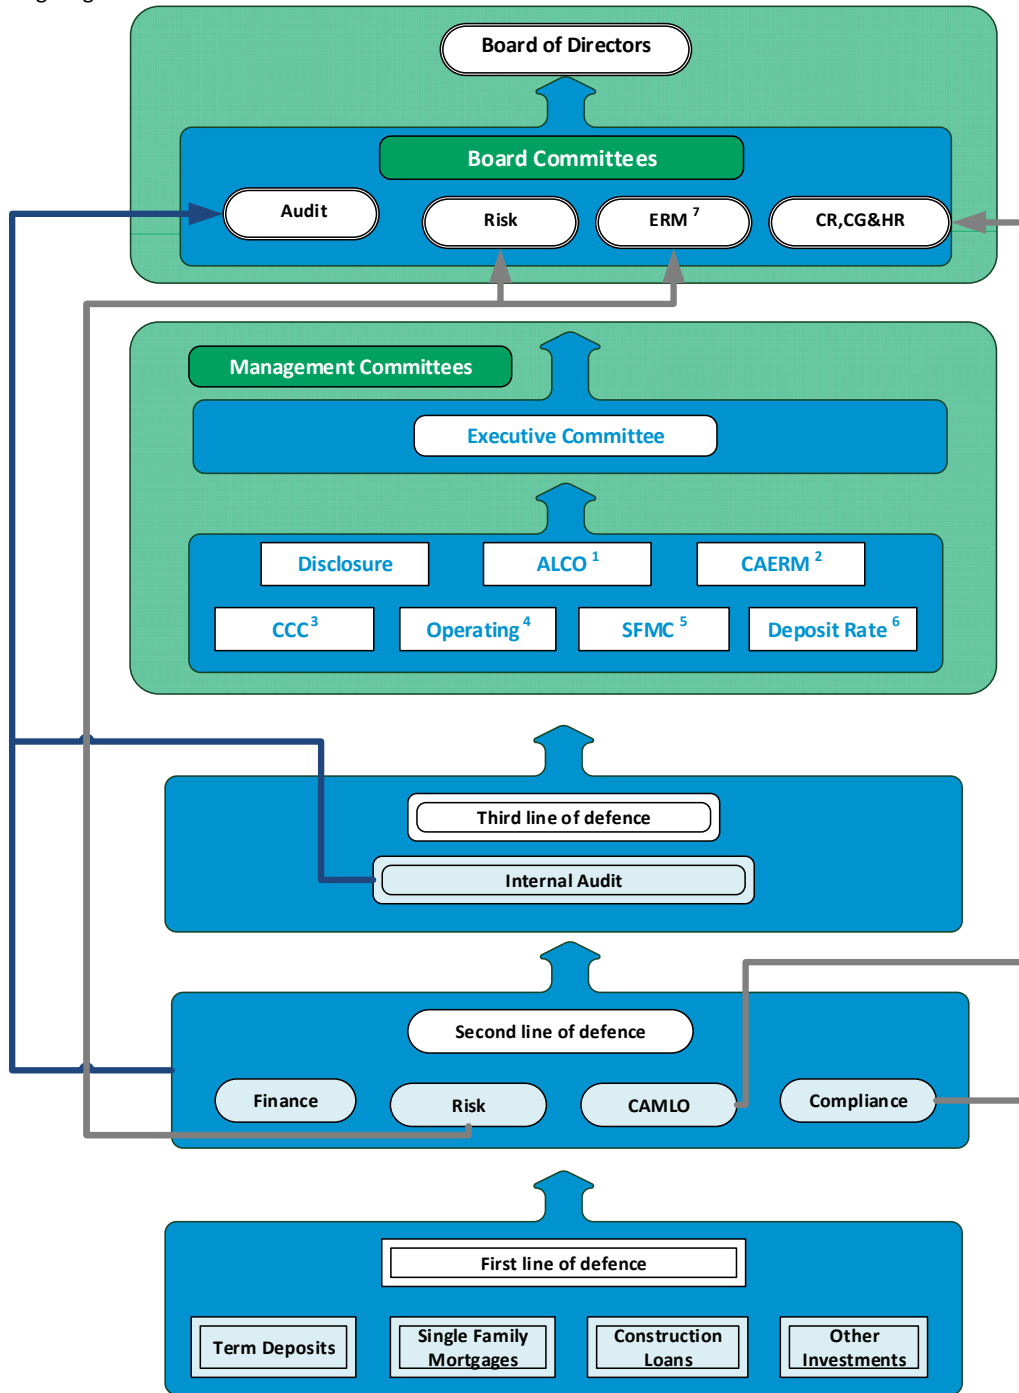 Board of Directors
Board Committees
Audit
Risk
ERM 7
CR,CG&HR
Management Committees
Executive Committee
Disclosure
ALCO 1
CAERM 2
CCC 3
Operating 4
SFMC 5
Deposit Rate 6
Third line of defence
Internal Audit
Second line of defence
Finance
Risk
CAMLO
Compliance
First line of defence
Term Deposits
Single Family
Mortgages
Construction
Loans
Other
Investments